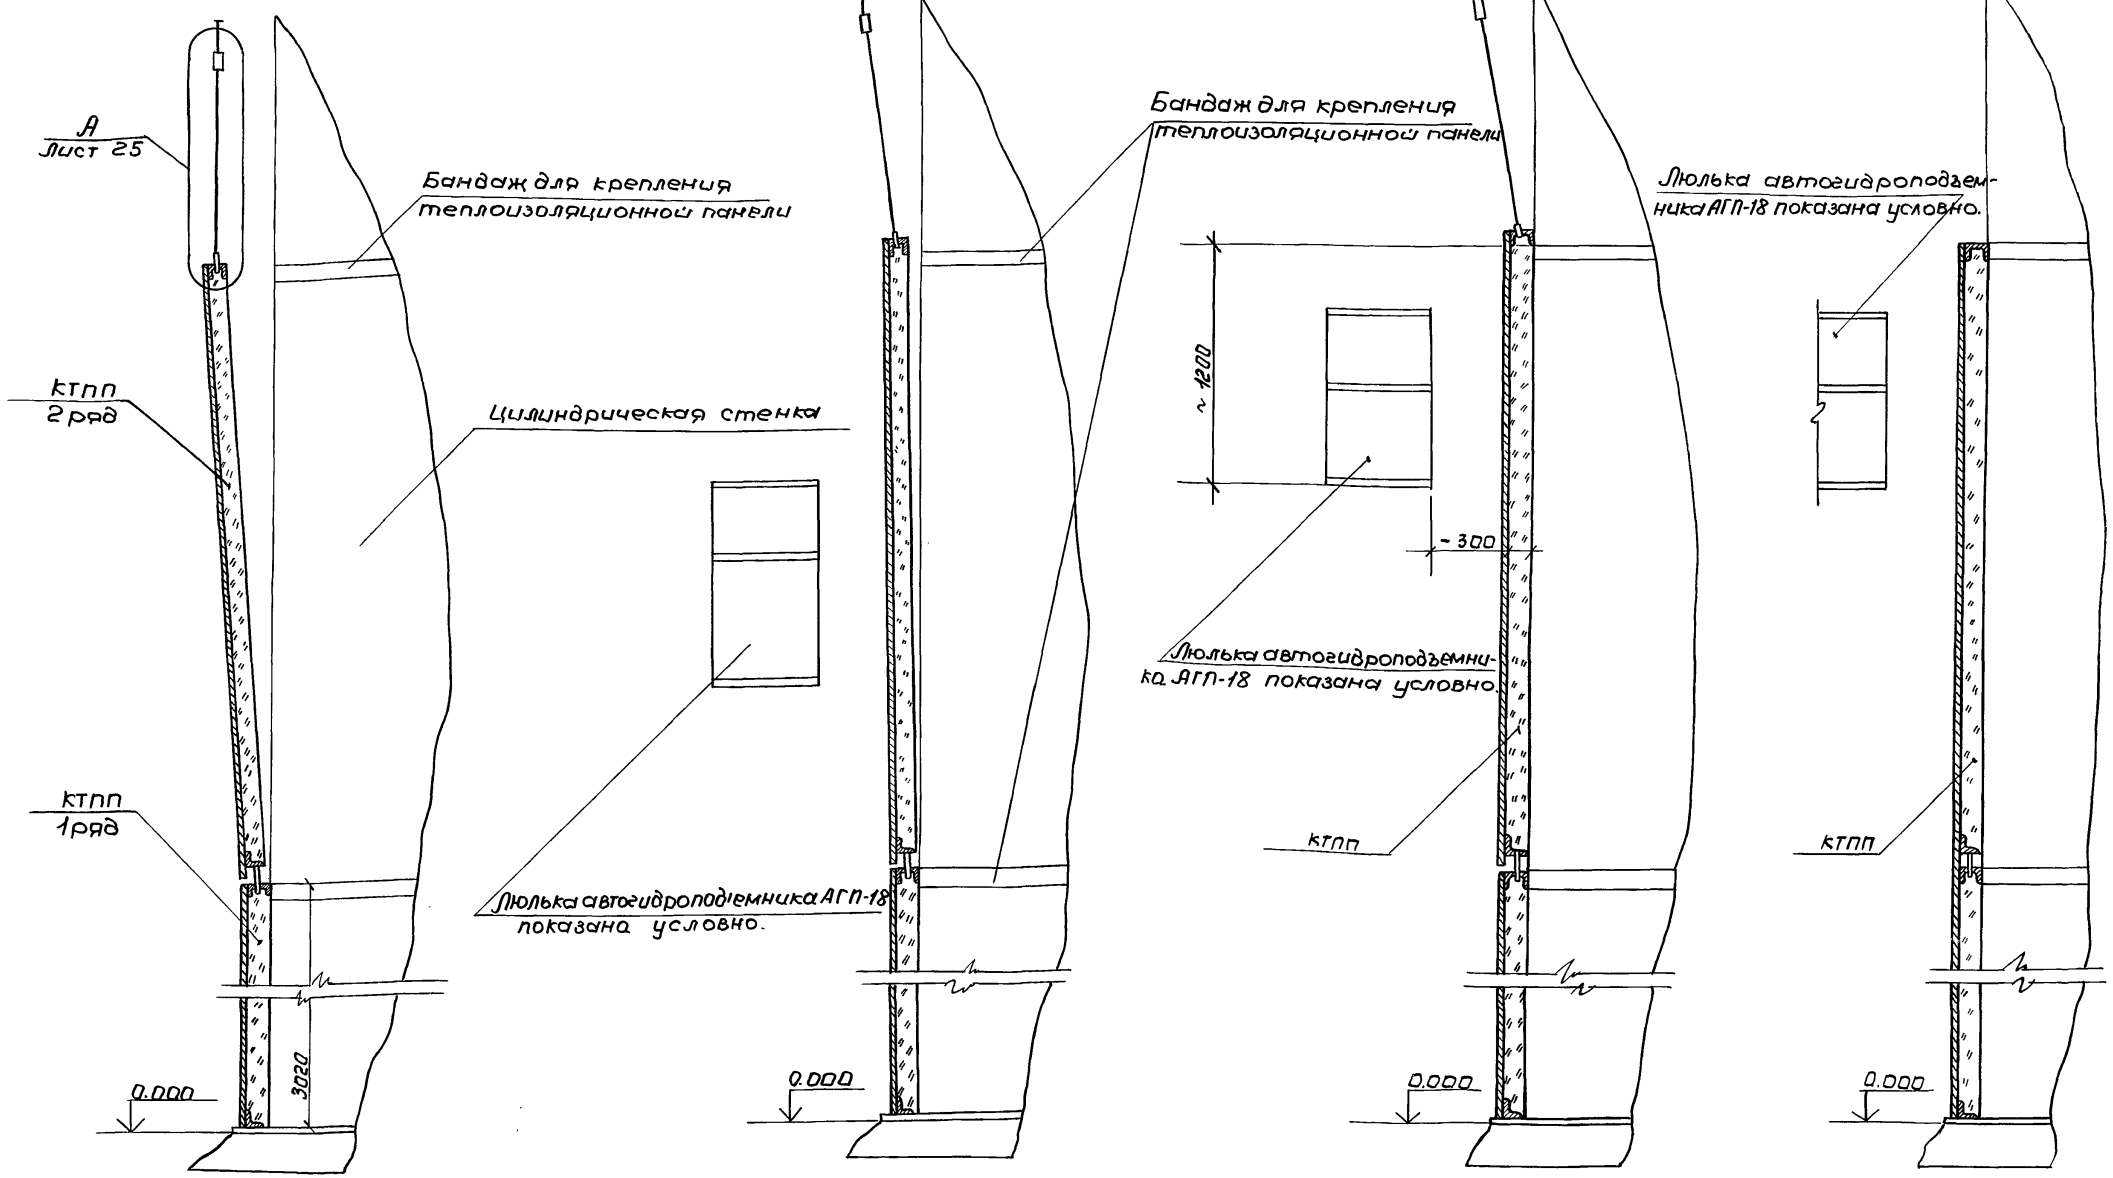 А
лист 25
Бандаж для крепления
теплоизоляционной панели
КТПП
2 ряд
Цилиндрическая стенка
КТПП
1 ряд
3020
0.000
Бандаж для крепления
теплоизоляционной панели
Люлька автогидроподъемника АГП-18
показана условно.
0.000
~ 1200
~300
Люлька автогидроподъемни-
ка АГП-18 показана условно.
КТПП
0.000
Люлька автогидроподъем-
ника АГП-18 показана условно.
КТПП
0.000